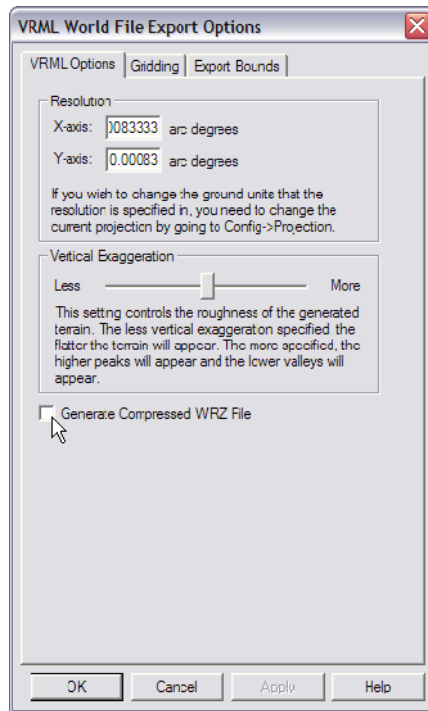 VRML World File Export Options
VRML Options Gridding Export Bounds
Resolution
X-axis: 0083333 arc degrees
Y-axis: 0.00083 arc degrees
If you wish to change the ground units that the
resolution is specified in, you need to change the
current projection by going to Config->Projection.
Vertical Exaggeration
Less More
This setting controls the roughness of the generated
terrain. The less vertical exaggeration specified, the
flatter the terrain will appear. The more specified, the
higher peaks will appear and the lower valleys will
appear.
Generate Compressed WRZ File
OK Cancel Apply Help